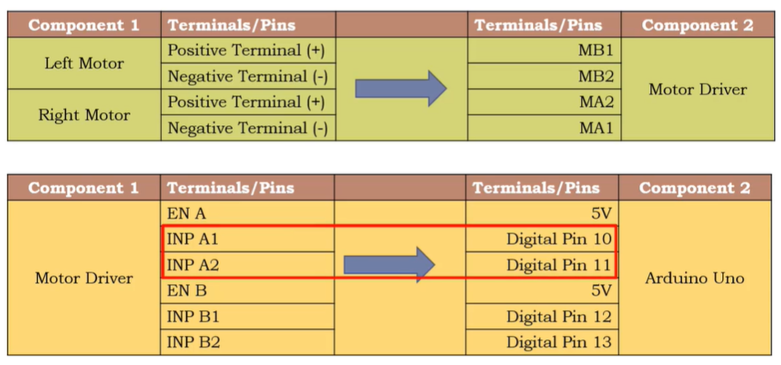 Component 1 Terminals/Pins Terminals/Pins Component 2
Left Motor Positive Terminal (+) MB1 Motor Driver
Negative Terminal (-) MB2
Right Motor Positive Terminal (+) MA2
Negative Terminal (-) MA1
Component 1 Terminals/Pins Terminals/Pins Component 2
Motor Driver EN A 5V Arduino Uno
INP A1 Digital Pin 10
INP A2 Digital Pin 11
EN B 5V
INP B1 Digital Pin 12
INP B2 Digital Pin 13